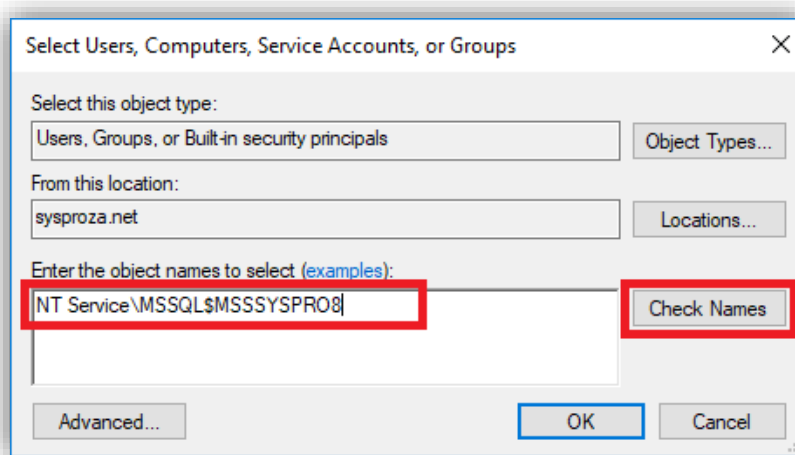 Select Users, Computers, Service Accounts, or Groups
Select this object type:
Users, Groups, or Built-in security principals
Object Types...
From this location:
sysproza.net
Locations...
Enter the object names to select (examples):
NT Service\MSSQL$MSSSYSPRO8
Check Names
Advanced...
OK
Cancel